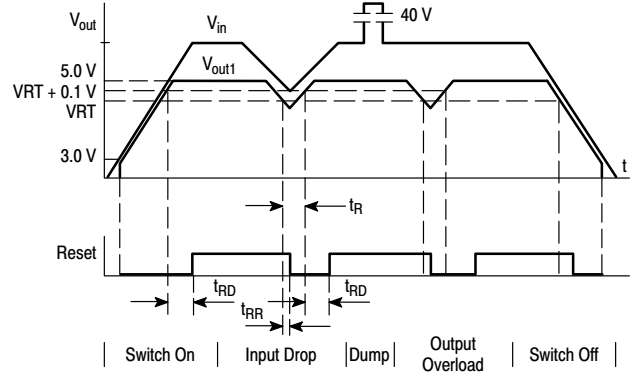 V_out
V_in
40 V
5.0 V
V_out1
VRT + 0.1 V
VRT
3.0 V
t
t_R
Reset
t_RD
t_RR
t_RD
Switch On
Input Drop
Dump
Output
Overload
Switch Off